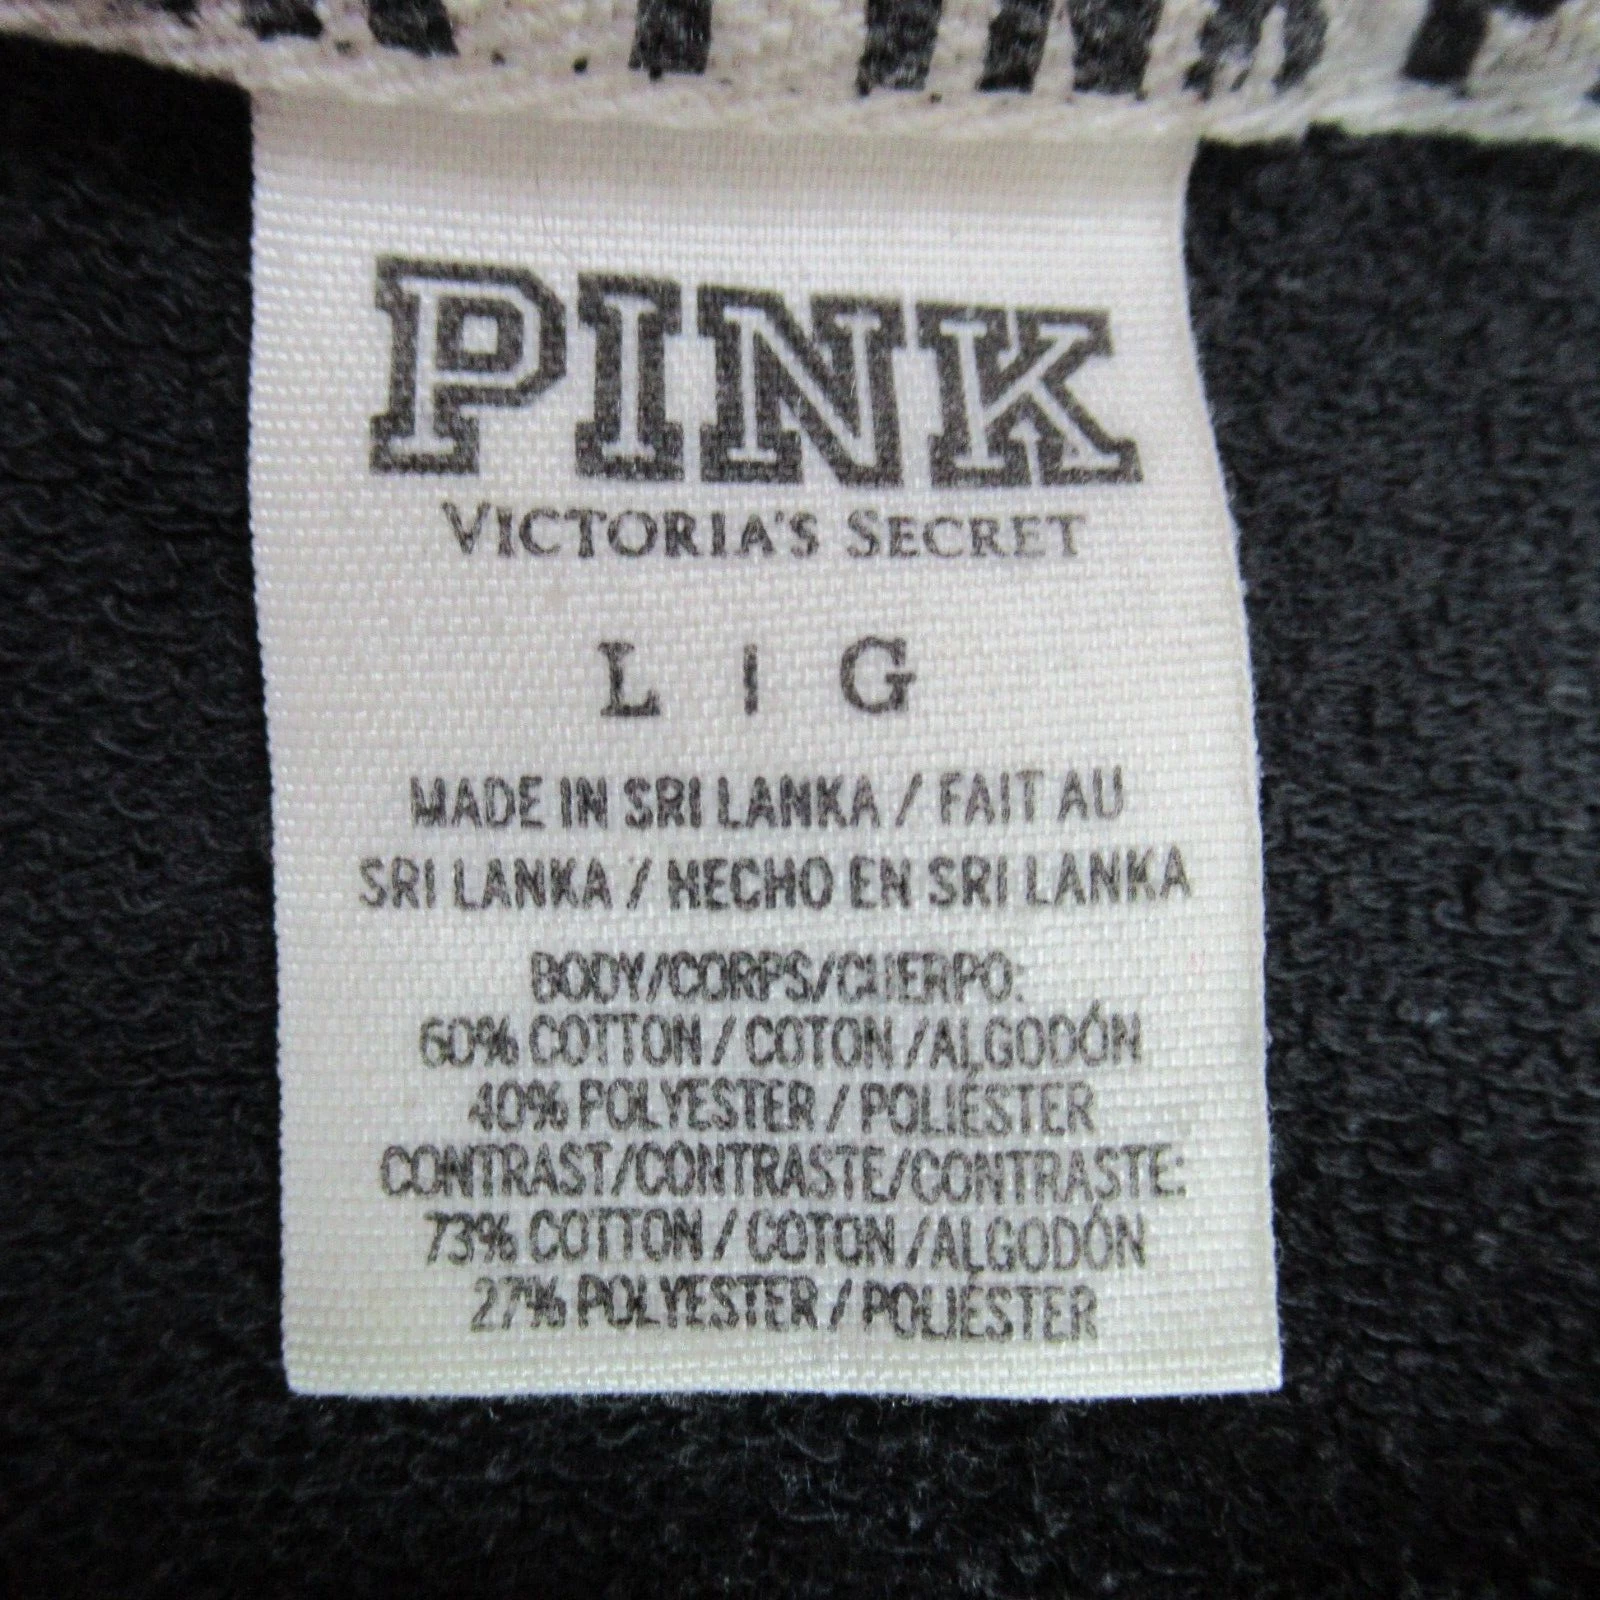 PINK
VICTORIA'S SECRET
L | G
MADE IN SRI LANKA / FAIT AU
SRI LANKA / HECHO EN SRI LANKA
BODY/CORPS/CUERPO:
60% COTTON / COTON /ALGODÓN
40% POLYESTER / POLIÉSTER
CONTRAST/CONTRASTE/CONTRASTE:
73% COTTON / COTON /ALGODÓN
27% POLYESTER / POLIÉSTER